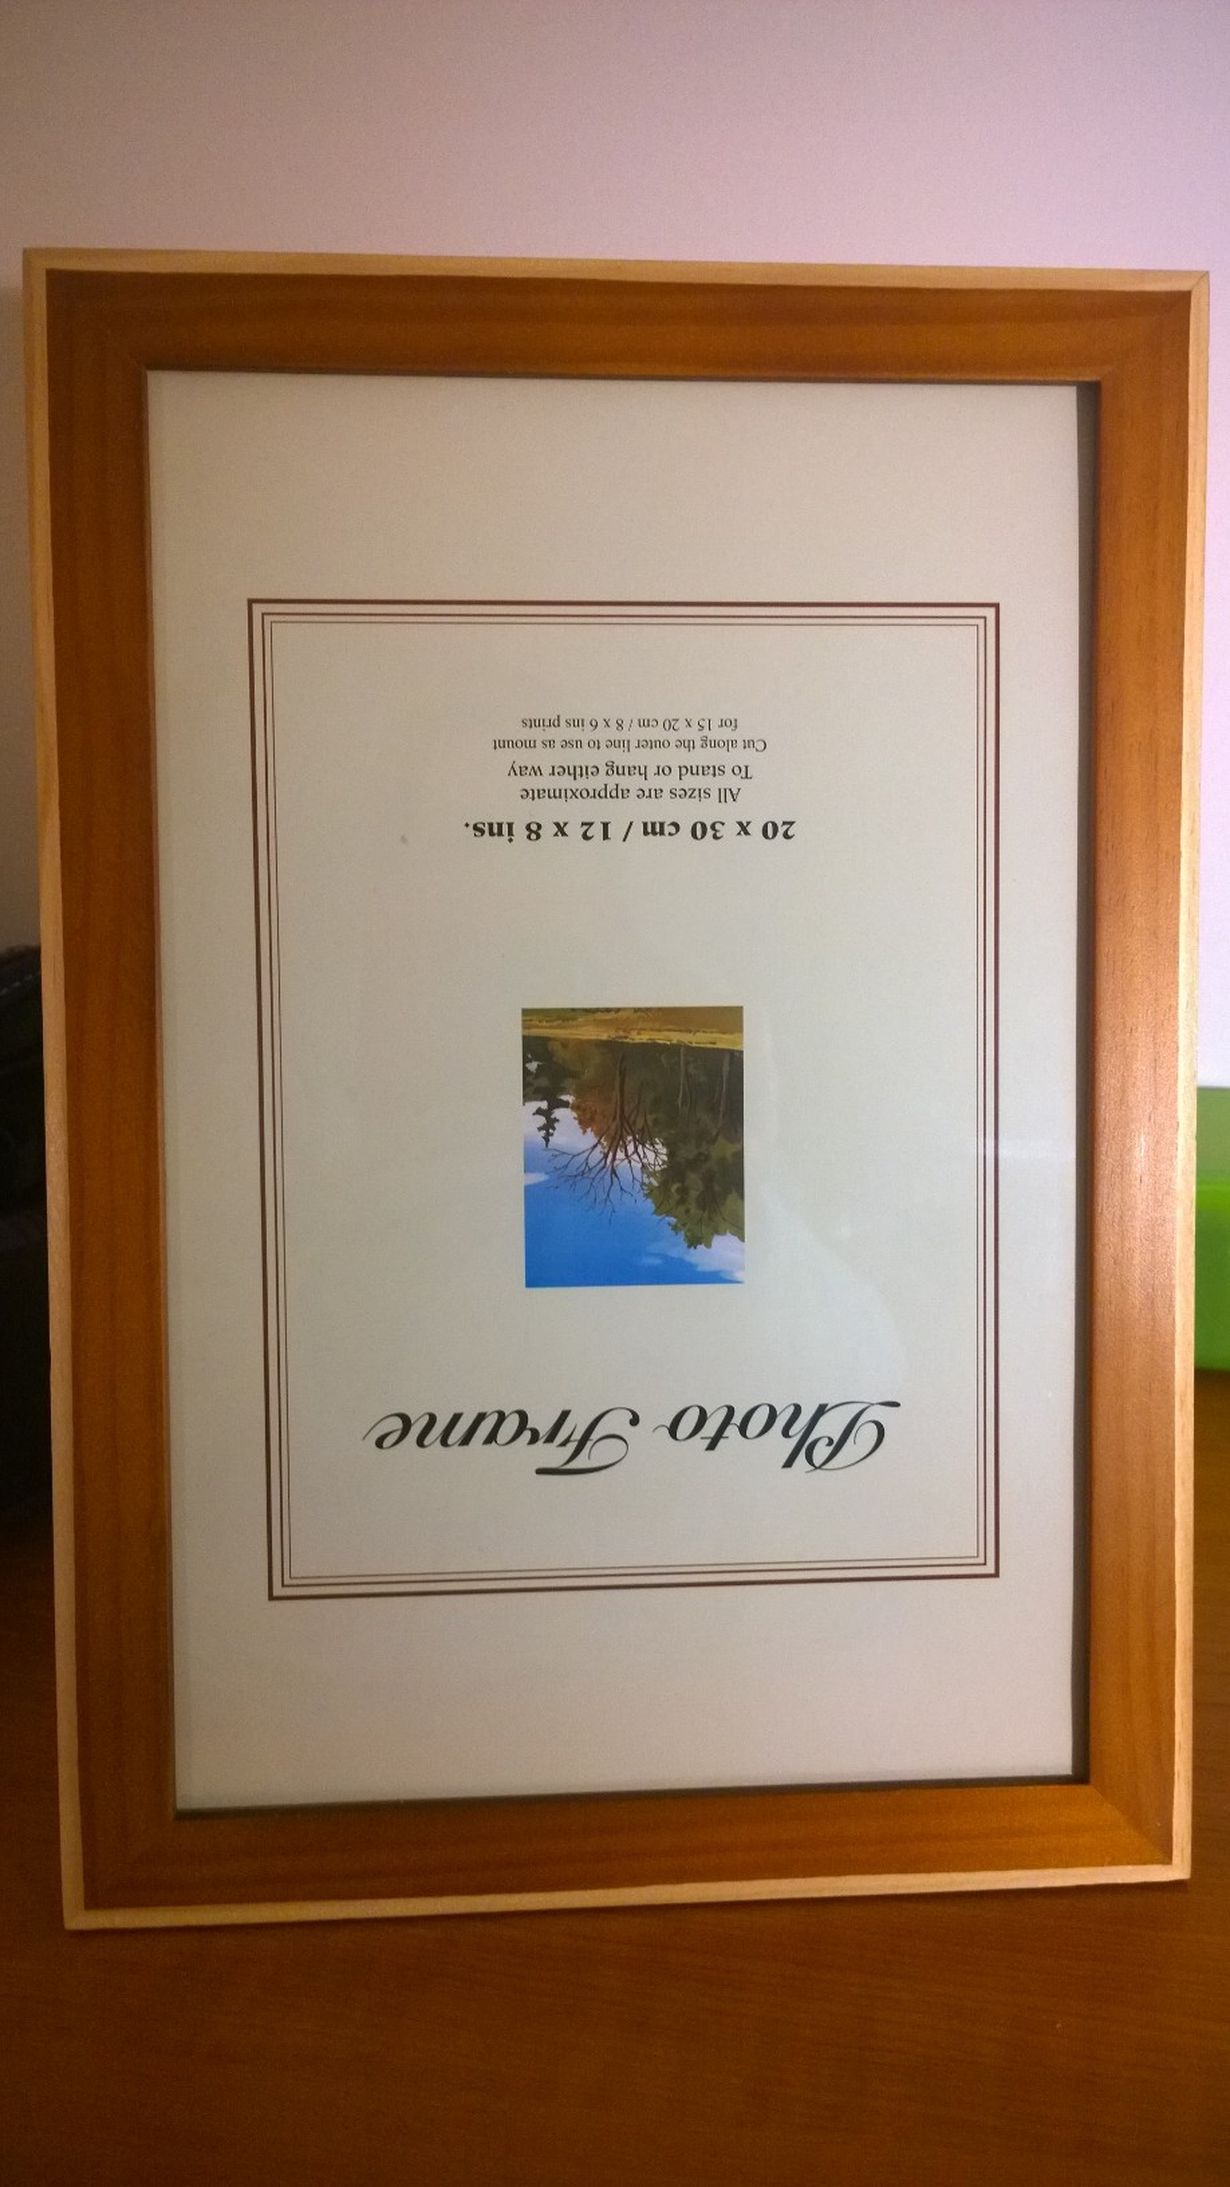 Photo Frame
20 x 30 cm / 12 x 8 ins.
All sizes are approximate
To stand or hang either way
Cut along the outer line to use as mount
for 15 x 20 cm / 8 x 6 ins prints